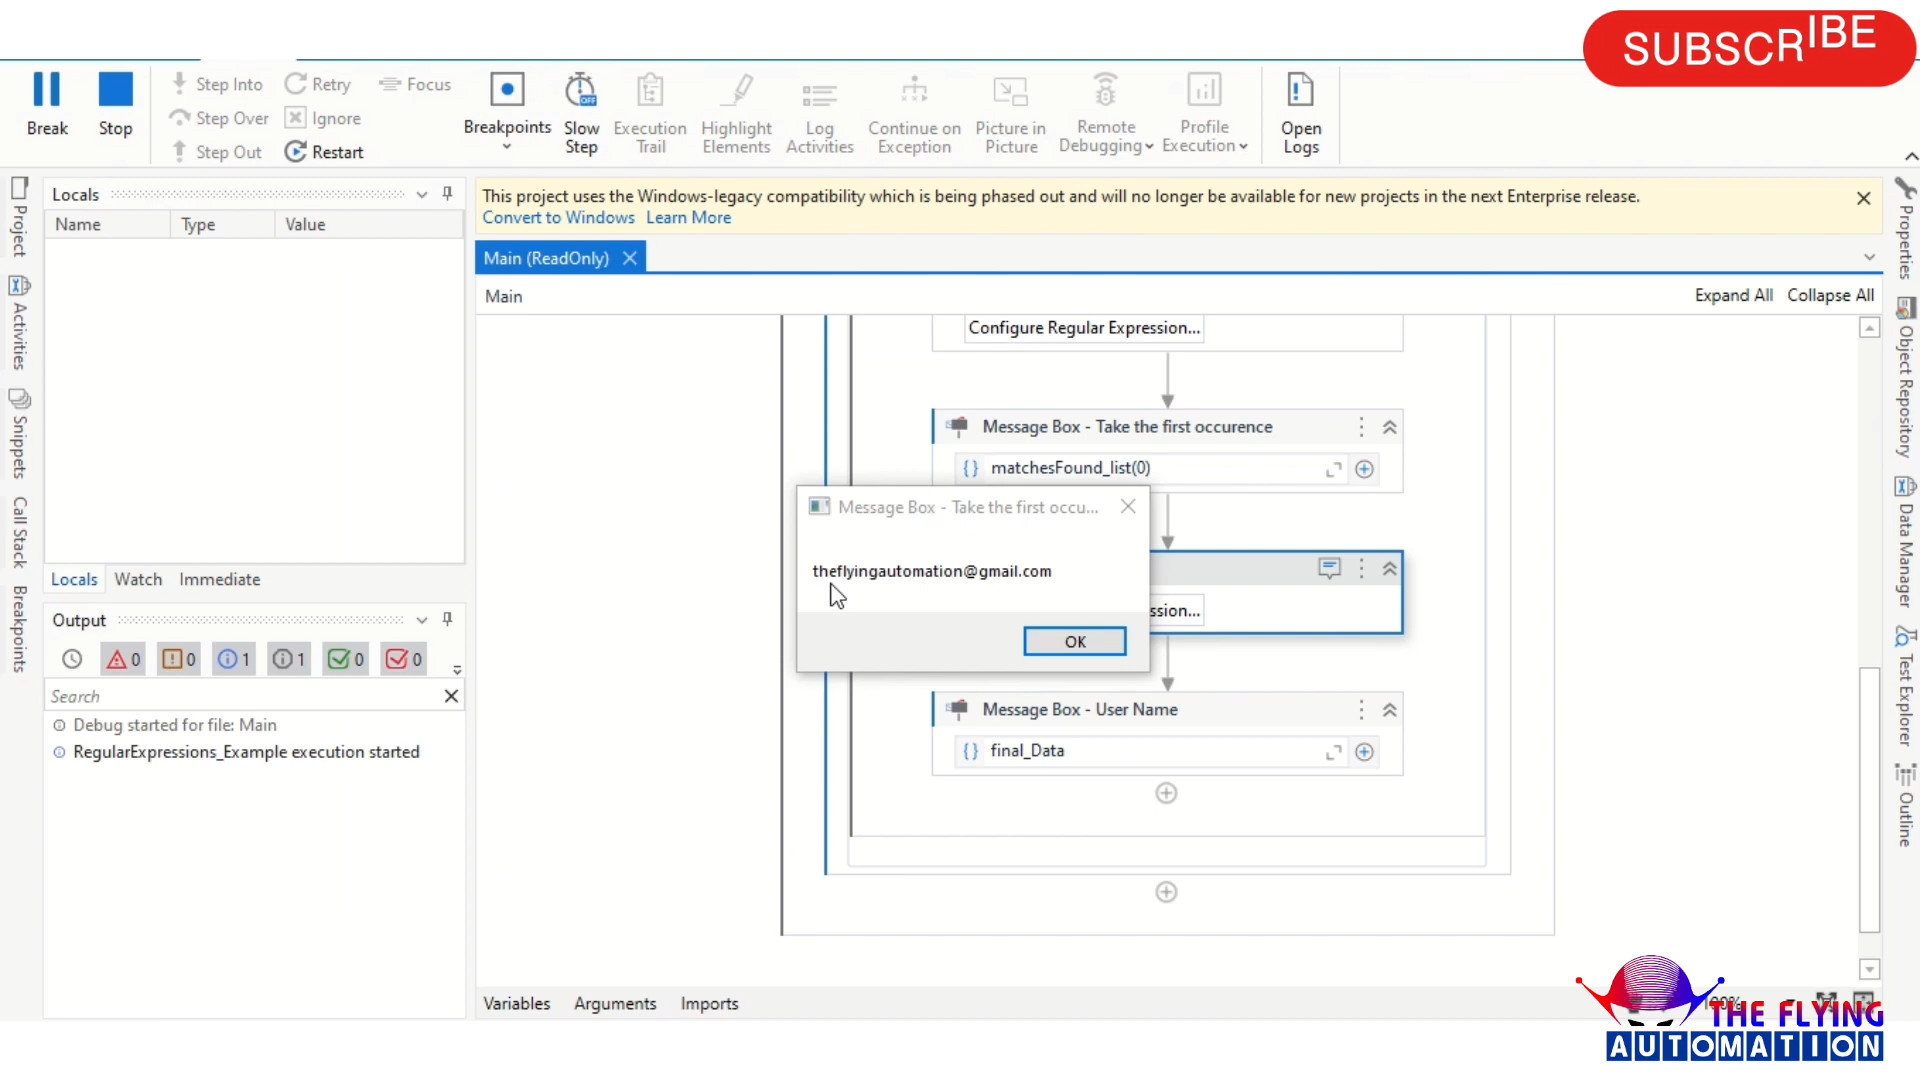 SUBSCRIBE
Break
Stop
Step Into
Step Over
Step Out
Retry
Ignore
Restart
Focus
Breakpoints
Slow
Step
OFF
Execution
Trail
Highlight
Elements
Log
Activities
Continue on
Exception
Picture in
Picture
Remote
Debugging
Profile
Execution
Open
Logs
Project
Activities
Snippets
Call Stack
Breakpoints
Locals
Name Type Value
Locals Watch Immediate
Output
0 0 1 1 0 0
Search
Debug started for file: Main
RegularExpressions_Example execution started
This project uses the Windows-legacy compatibility which is being phased out and will no longer be available for new projects in the next Enterprise release.
Convert to Windows Learn More
Main (ReadOnly)
Main
Expand All Collapse All
Configure Regular Expression...
Message Box - Take the first occurence
{} matchesFound_list(0)
Message Box - Take the first occu...
theflyingautomation@gmail.com
OK
ssion...
Message Box - User Name
{} final_Data
Variables Arguments Imports
100%
Properties
Object Repository
Data Manager
Test Explorer
Outline
THE FLYING
AUTOMATION